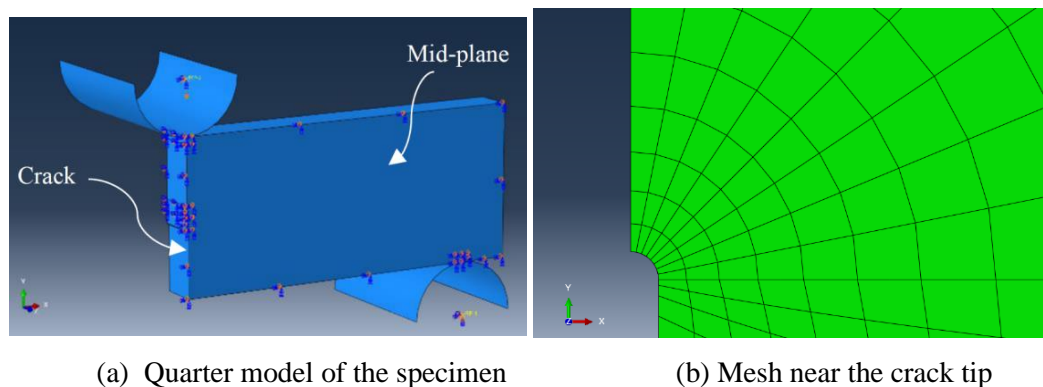 Mid-plane
Crack
Y
X
Y
Z
X
(a) Quarter model of the specimen
(b) Mesh near the crack tip